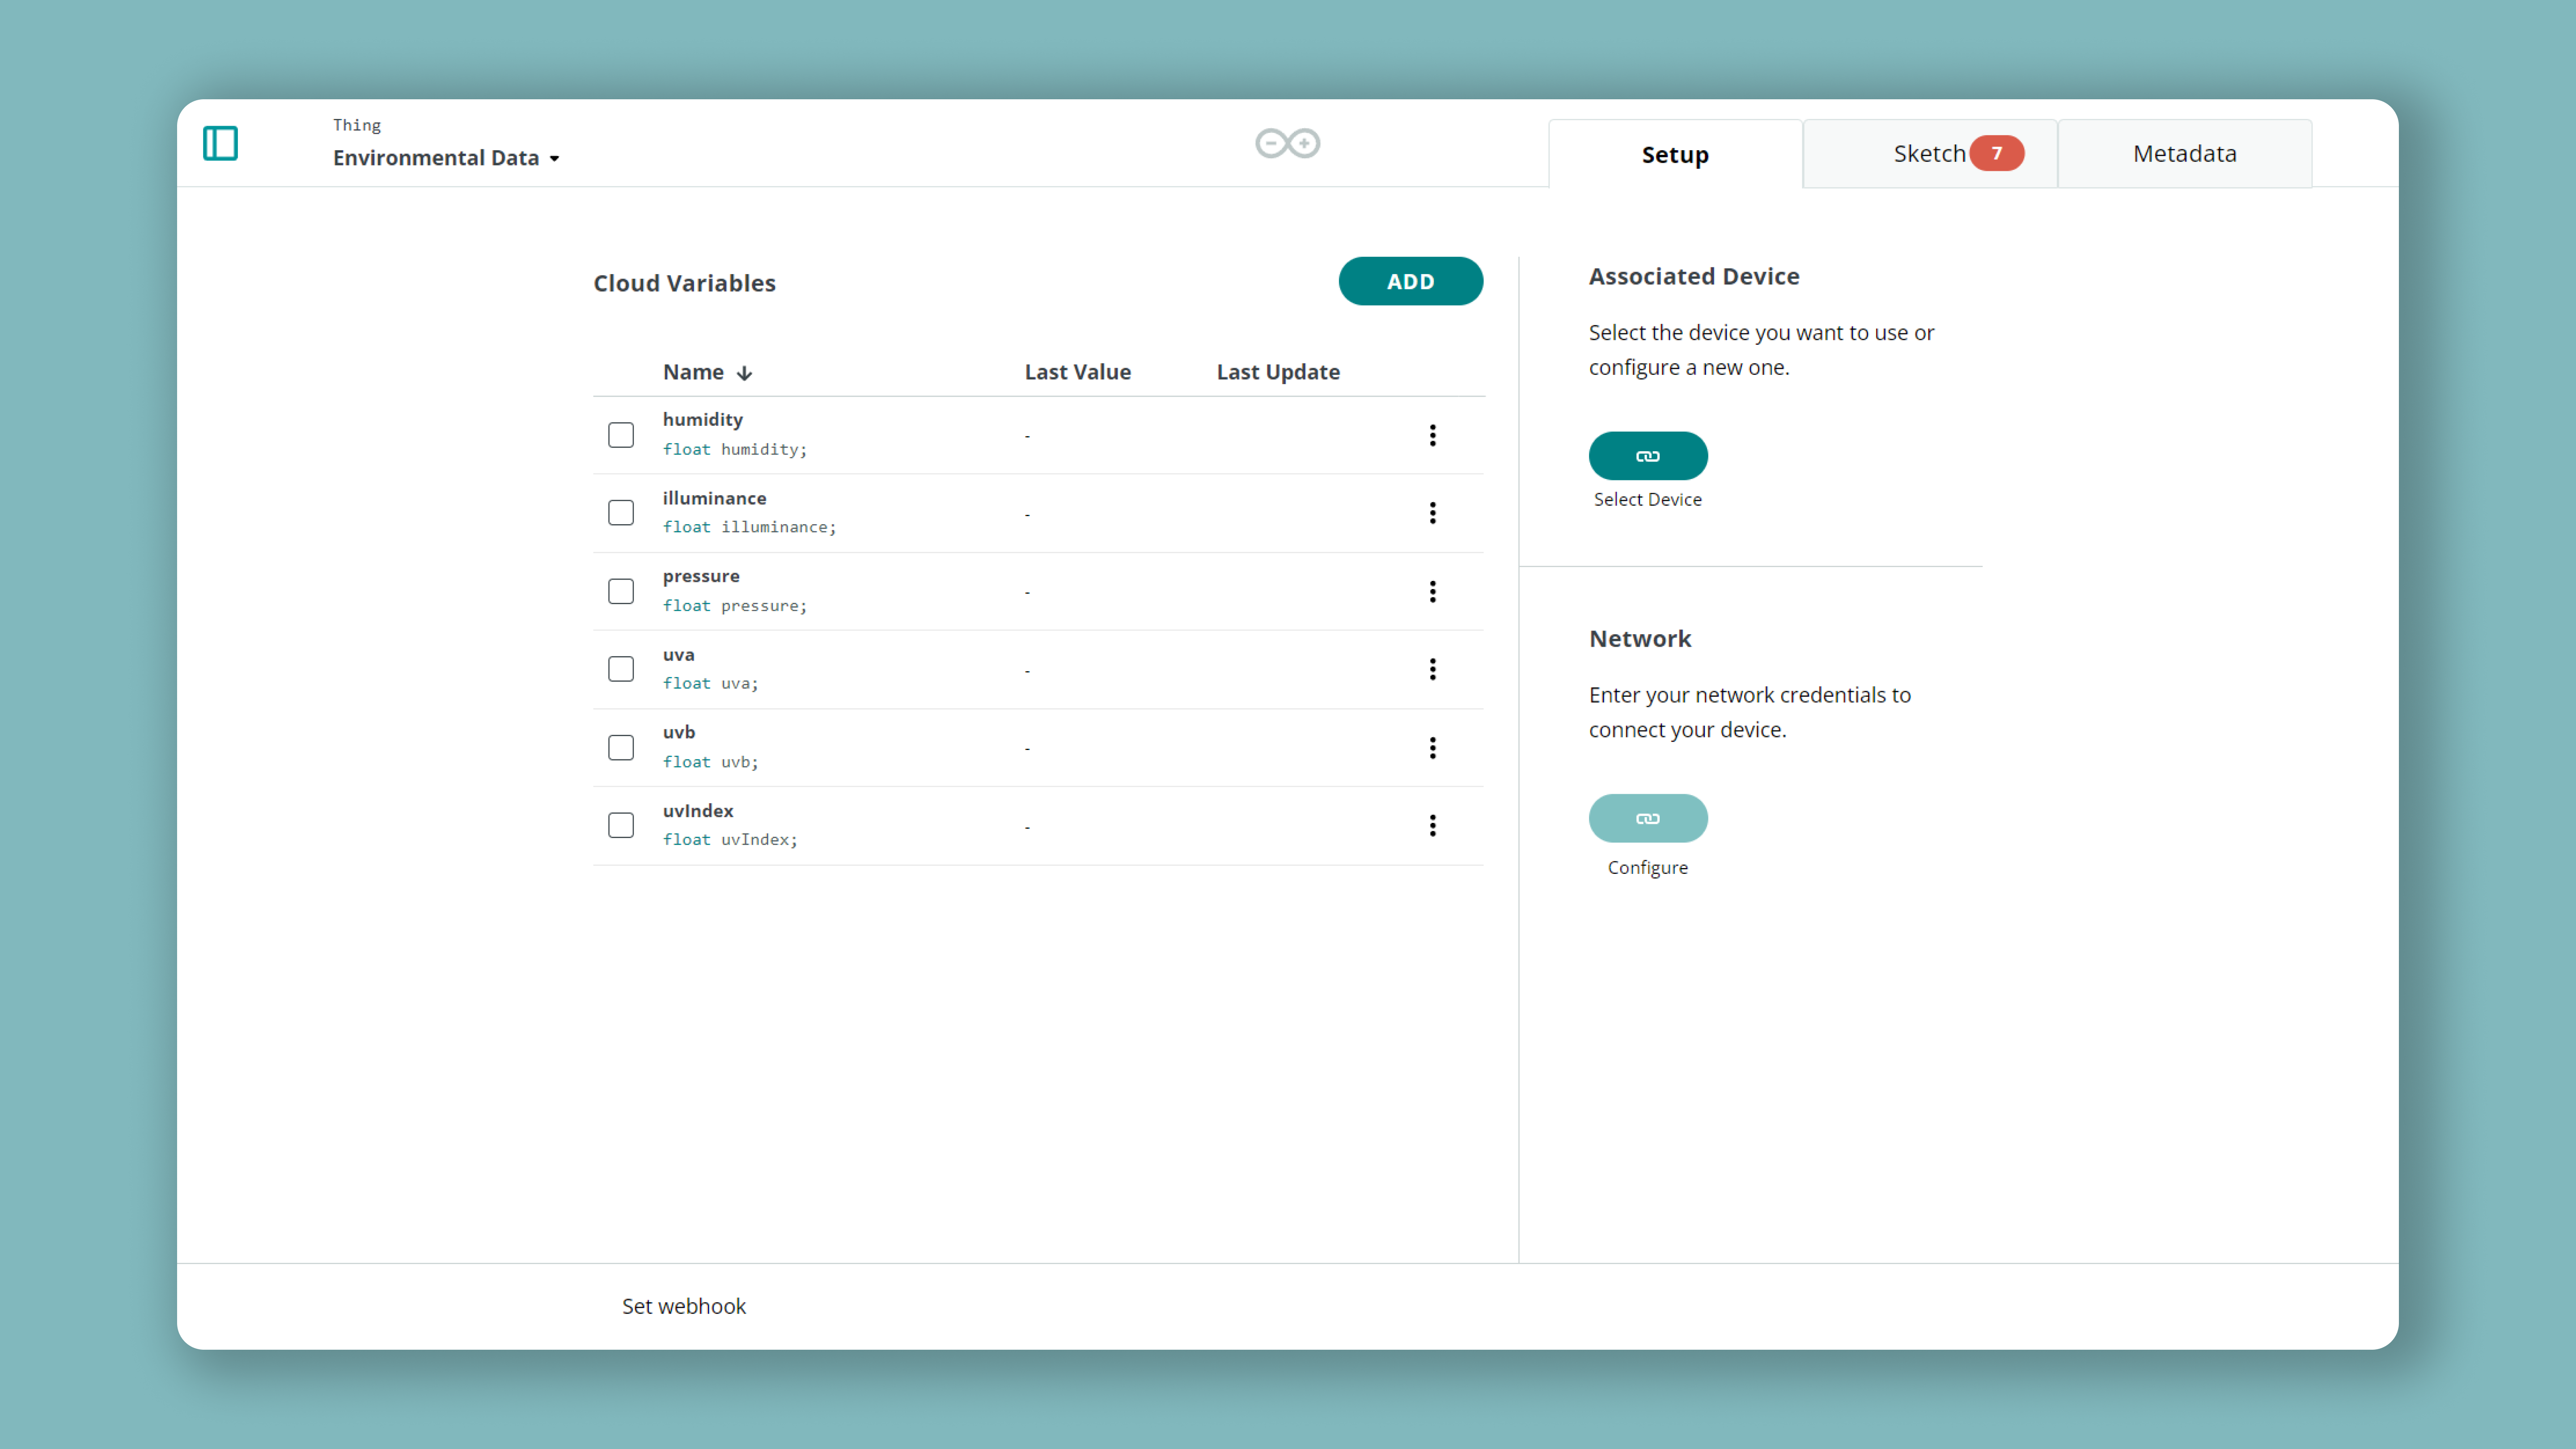 Thing
Environmental Data
Setup
Sketch 7
Metadata
Cloud Variables
ADD
Name Last Value Last Update
humidity
float humidity;
-
illuminance
float illuminance;
-
pressure
float pressure;
-
uva
float uva;
-
uvb
float uvb;
-
uvIndex
float uvIndex;
-
Associated Device
Select the device you want to use or
configure a new one.
Select Device
Network
Enter your network credentials to
connect your device.
Configure
Set webhook